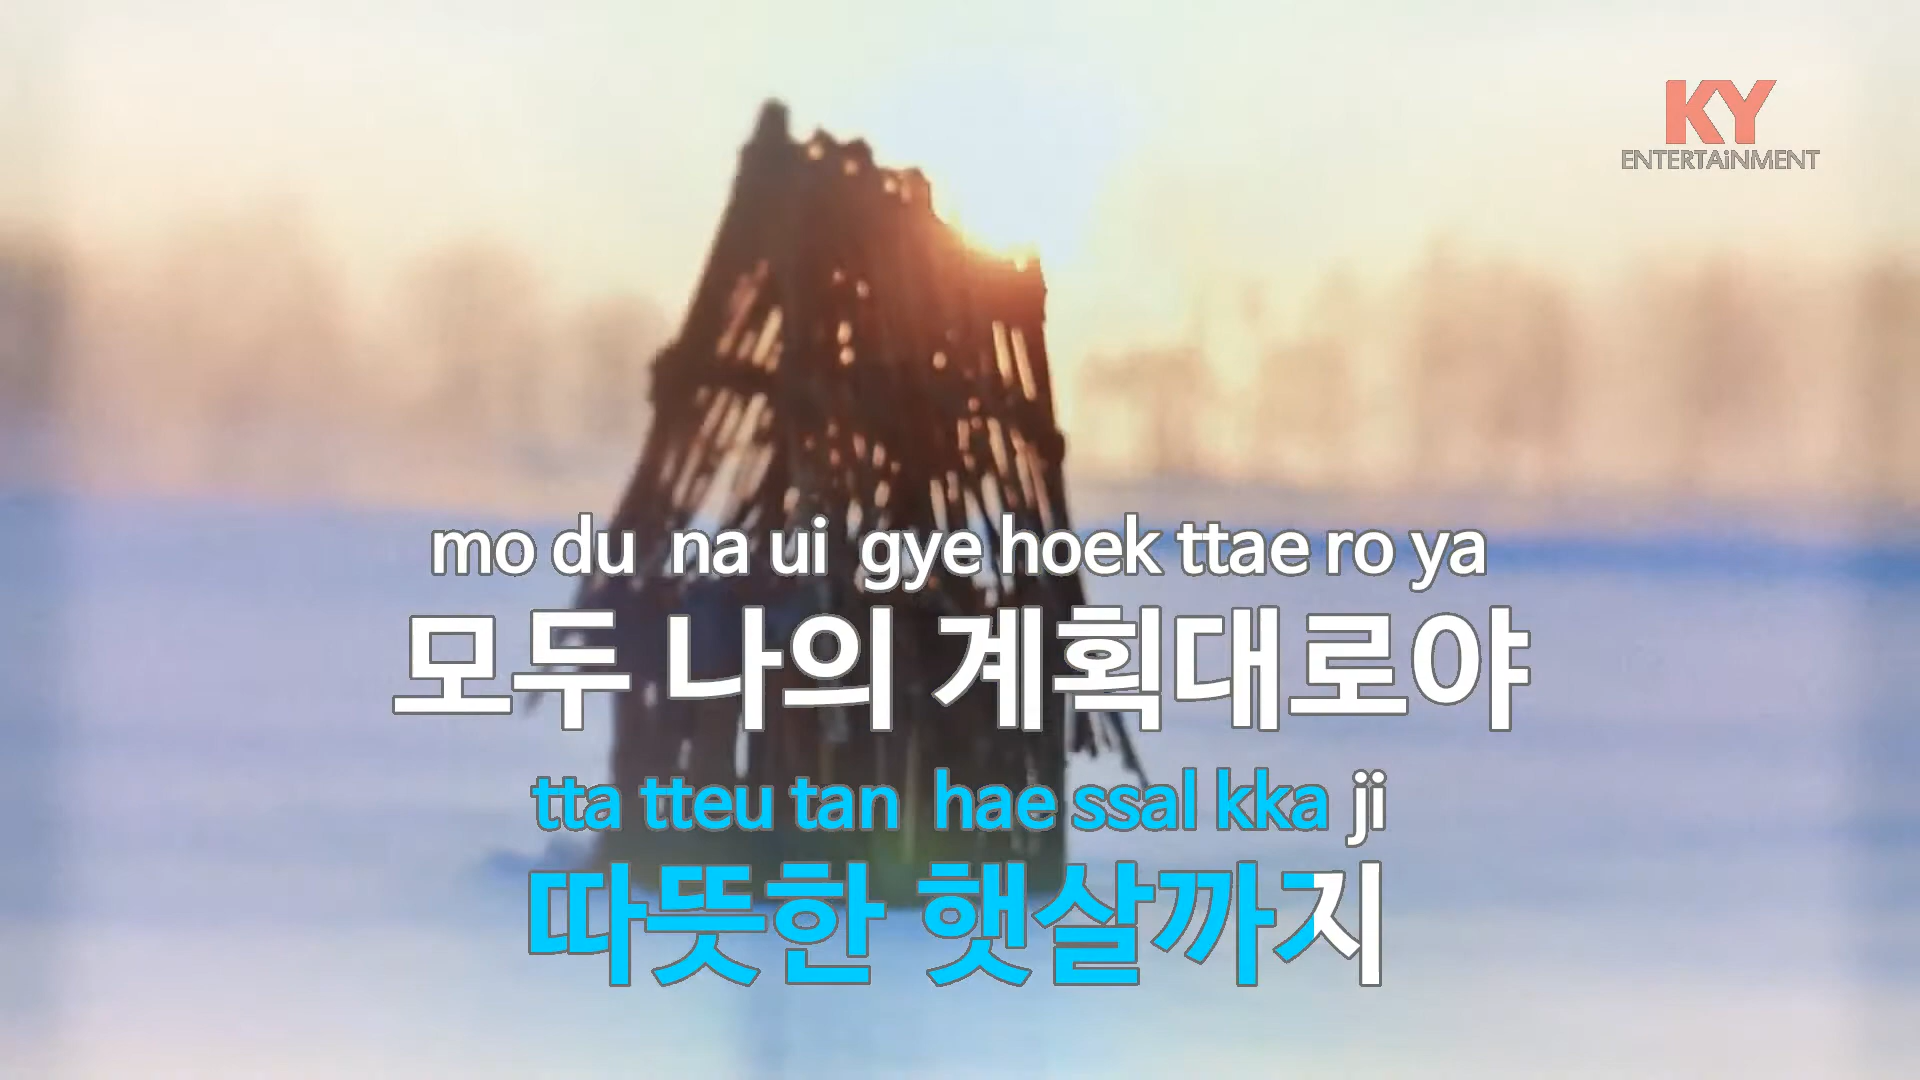 KY
ENTERTAiNMENT
mo du na ui gye hoek ttae ro ya
모두 나의 계획대로야
tta tteu tan hae ssal kka ji
따뜻한 햇살까지